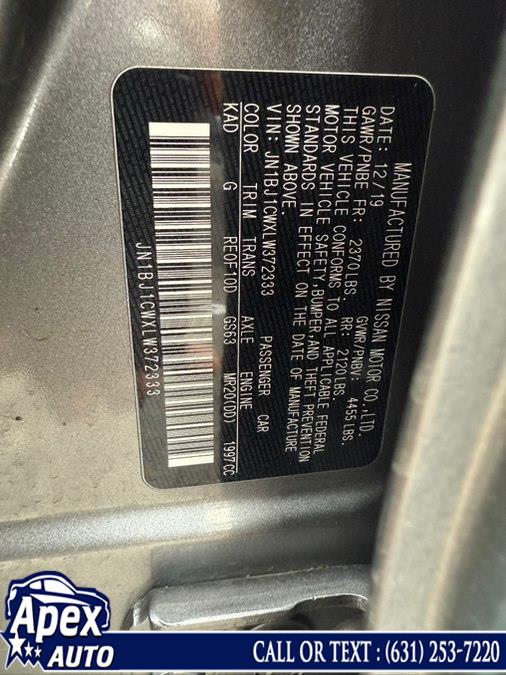 MANUFACTURED BY NISSAN MOTOR CO.,LTD.
DATE: 12/19 GVWR/PNBV: 4455LBS.
GAWR/PNBE FR: 2370LBS. RR: 2120LBS
THIS VEHICLE CONFORMS TO ALL APPLICABLE FEDERAL
MOTOR VEHICLE SAFETY,BUMPER,AND THEFT PREVENTION
STANDARDS IN EFFECT ON THE DATE OF MANUFACTURE
SHOWN ABOVE.
VIN: JN1BJ1CWXLW372333 PASSENGER CAR
COLOR TRIM TRANS AXLE ENGINE
KAD G RE0F10D GS63 MR20(DD) 1997CC
JN1BJ1CWXLW372333
Apex
AUTO
CALL OR TEXT : (631) 253-7220